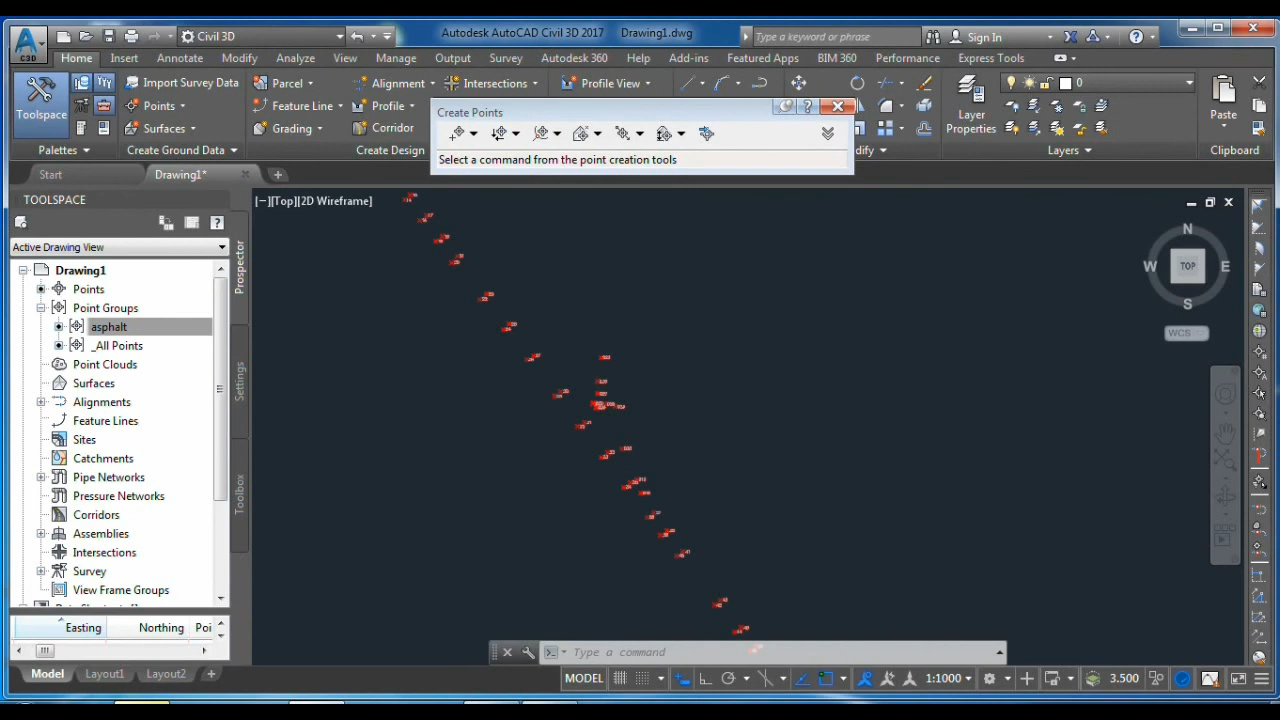 Civil 3D Autodesk AutoCAD Civil 3D 2017 Drawing1.dwg Type a keyword or phrase Sign In
C3D Home Insert Annotate Modify Analyze View Manage Output Survey Autodesk 360 Help Add-ins Featured Apps BIM 360 Performance Express Tools
Toolspace
Palettes
Import Survey Data
Points
Surfaces
Create Ground Data
Parcel
Feature Line
Grading
Alignment
Profile
Corridor
Intersections
Create Design
Profile View
Create Points
Select a command from the point creation tools
dify
Layer
Properties
0
Layers
Paste
Clipboard
Start Drawing1*
TOOLSPACE
Active Drawing View
Drawing1
Points
Point Groups
asphalt
_All Points
Point Clouds
Surfaces
Alignments
Feature Lines
Sites
Catchments
Pipe Networks
Pressure Networks
Corridors
Assemblies
Intersections
Survey
View Frame Groups
Easting Northing Poi
Prospector
Settings
Toolbox
[−][Top][2D Wireframe]
N
W TOP E
S
WCS
Type a command
Model Layout1 Layout2 MODEL 1:1000 3.500